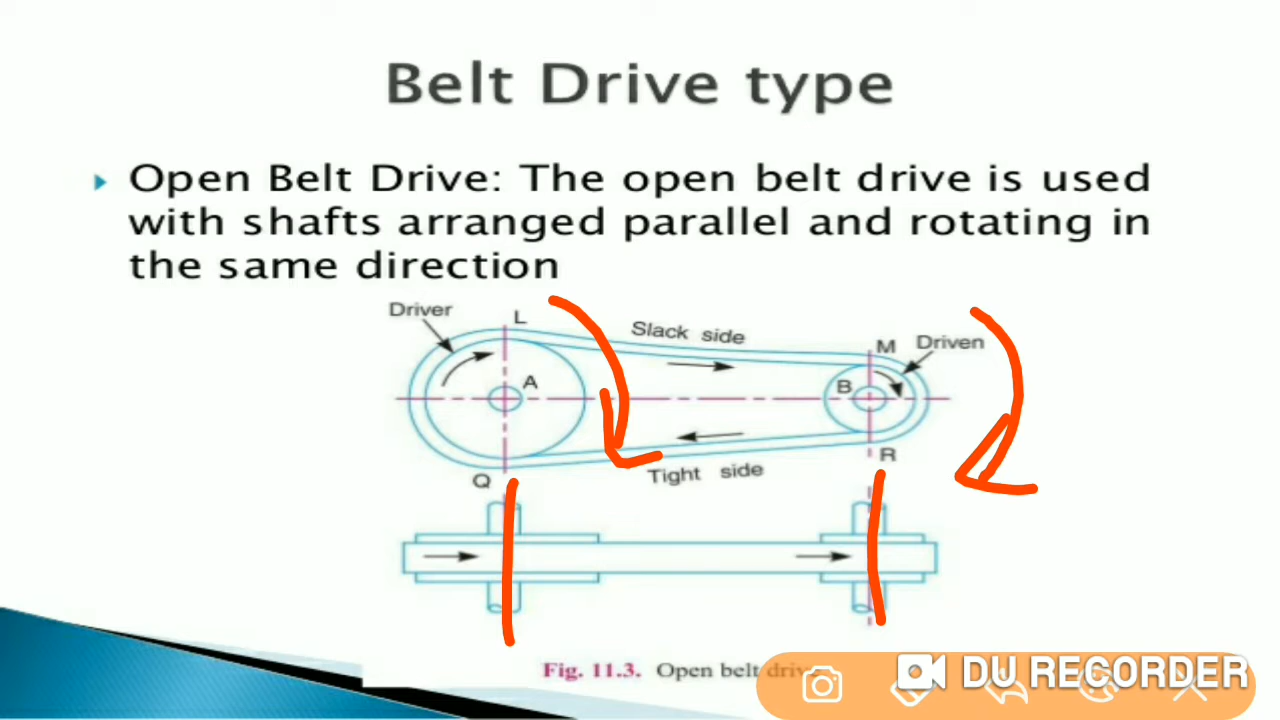 Belt Drive type
Open Belt Drive: The open belt drive is used
with shafts arranged parallel and rotating in
the same direction
Driver
L
Slack side
M
Driven
A
B
R
Q
Tight side
Fig. 11.3. Open belt drive
DU RECORDER